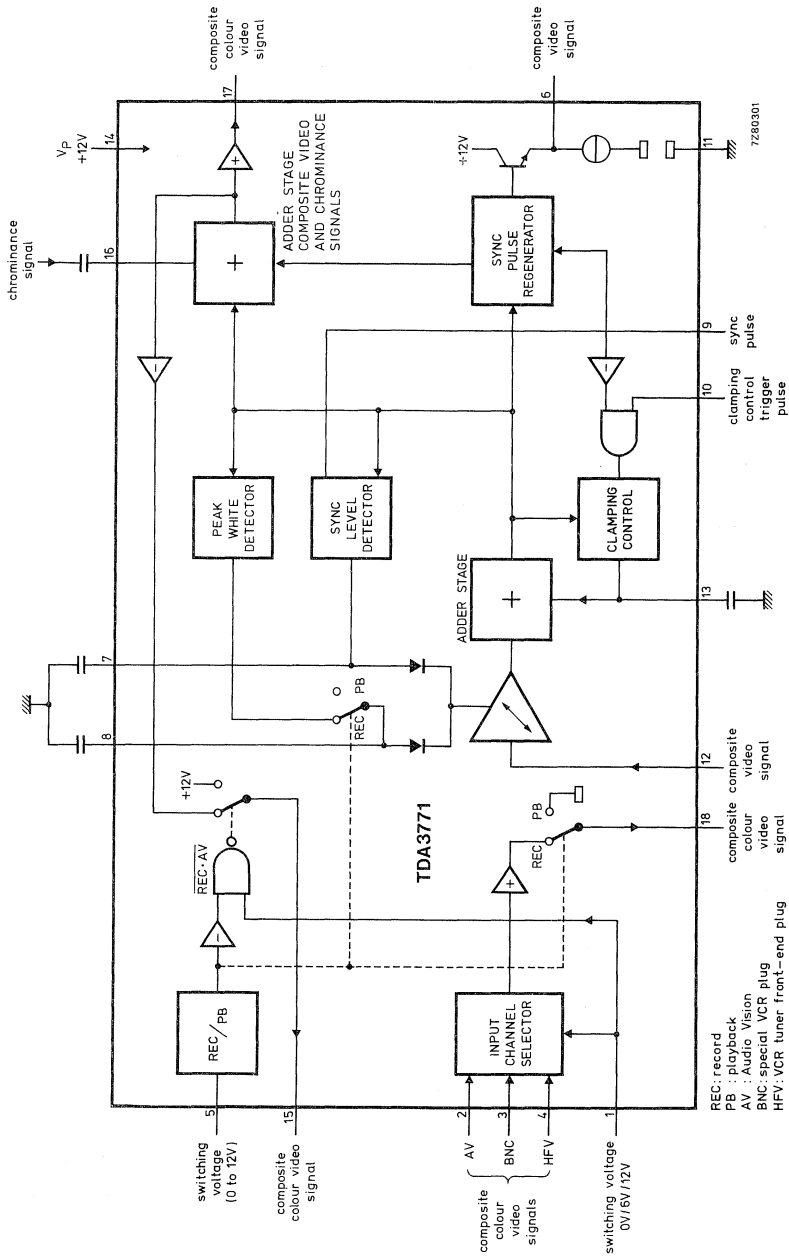 composite
colour
video
signal
17
composite
video
signal
6
V_P
+12V
14
+
ADDER STAGE
COMPOSITE VIDEO
AND CHROMINANCE
SIGNALS
÷12V
11
7Z80301
chrominance
signal
16
+
SYNC
PULSE
REGENERATOR
9
sync
pulse
-
-
10
clamping
control
trigger
pulse
PEAK
WHITE
DETECTOR
SYNC
LEVEL
DETECTOR
ADDER STAGE
+
CLAMPING
CONTROL
13
7
8
PB
REC
12
composite
video
signal
+12V
REC·AV
TDA3771
PB
REC
18
composite
colour
video
signal
-
+
REC/PB
INPUT
CHANNEL
SELECTOR
5
15
2
3
4
1
switching
voltage
(0 to 12V)
composite
colour video
signal
AV
BNC
HFV
composite
colour
video
signals
switching voltage
0V/6V/12V
REC: record
PB : playback
AV : Audio Vision
BNC: special VCR plug
HFV: VCR tuner front-end plug